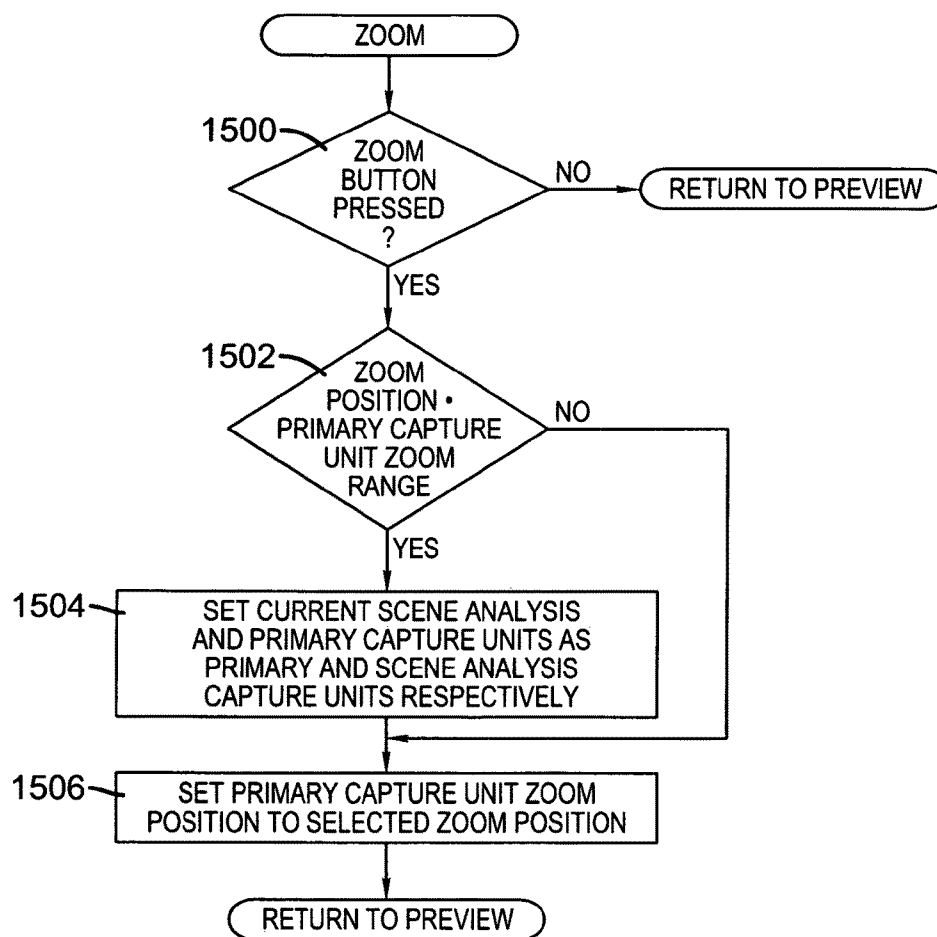 ZOOM
1500
ZOOM
BUTTON
PRESSED
?
NO
RETURN TO PREVIEW
YES
1502
ZOOM
POSITION •
PRIMARY CAPTURE
UNIT ZOOM
RANGE
NO
YES
1504
SET CURRENT SCENE ANALYSIS
AND PRIMARY CAPTURE UNITS AS
PRIMARY AND SCENE ANALYSIS
CAPTURE UNITS RESPECTIVELY
1506
SET PRIMARY CAPTURE UNIT ZOOM
POSITION TO SELECTED ZOOM POSITION
RETURN TO PREVIEW